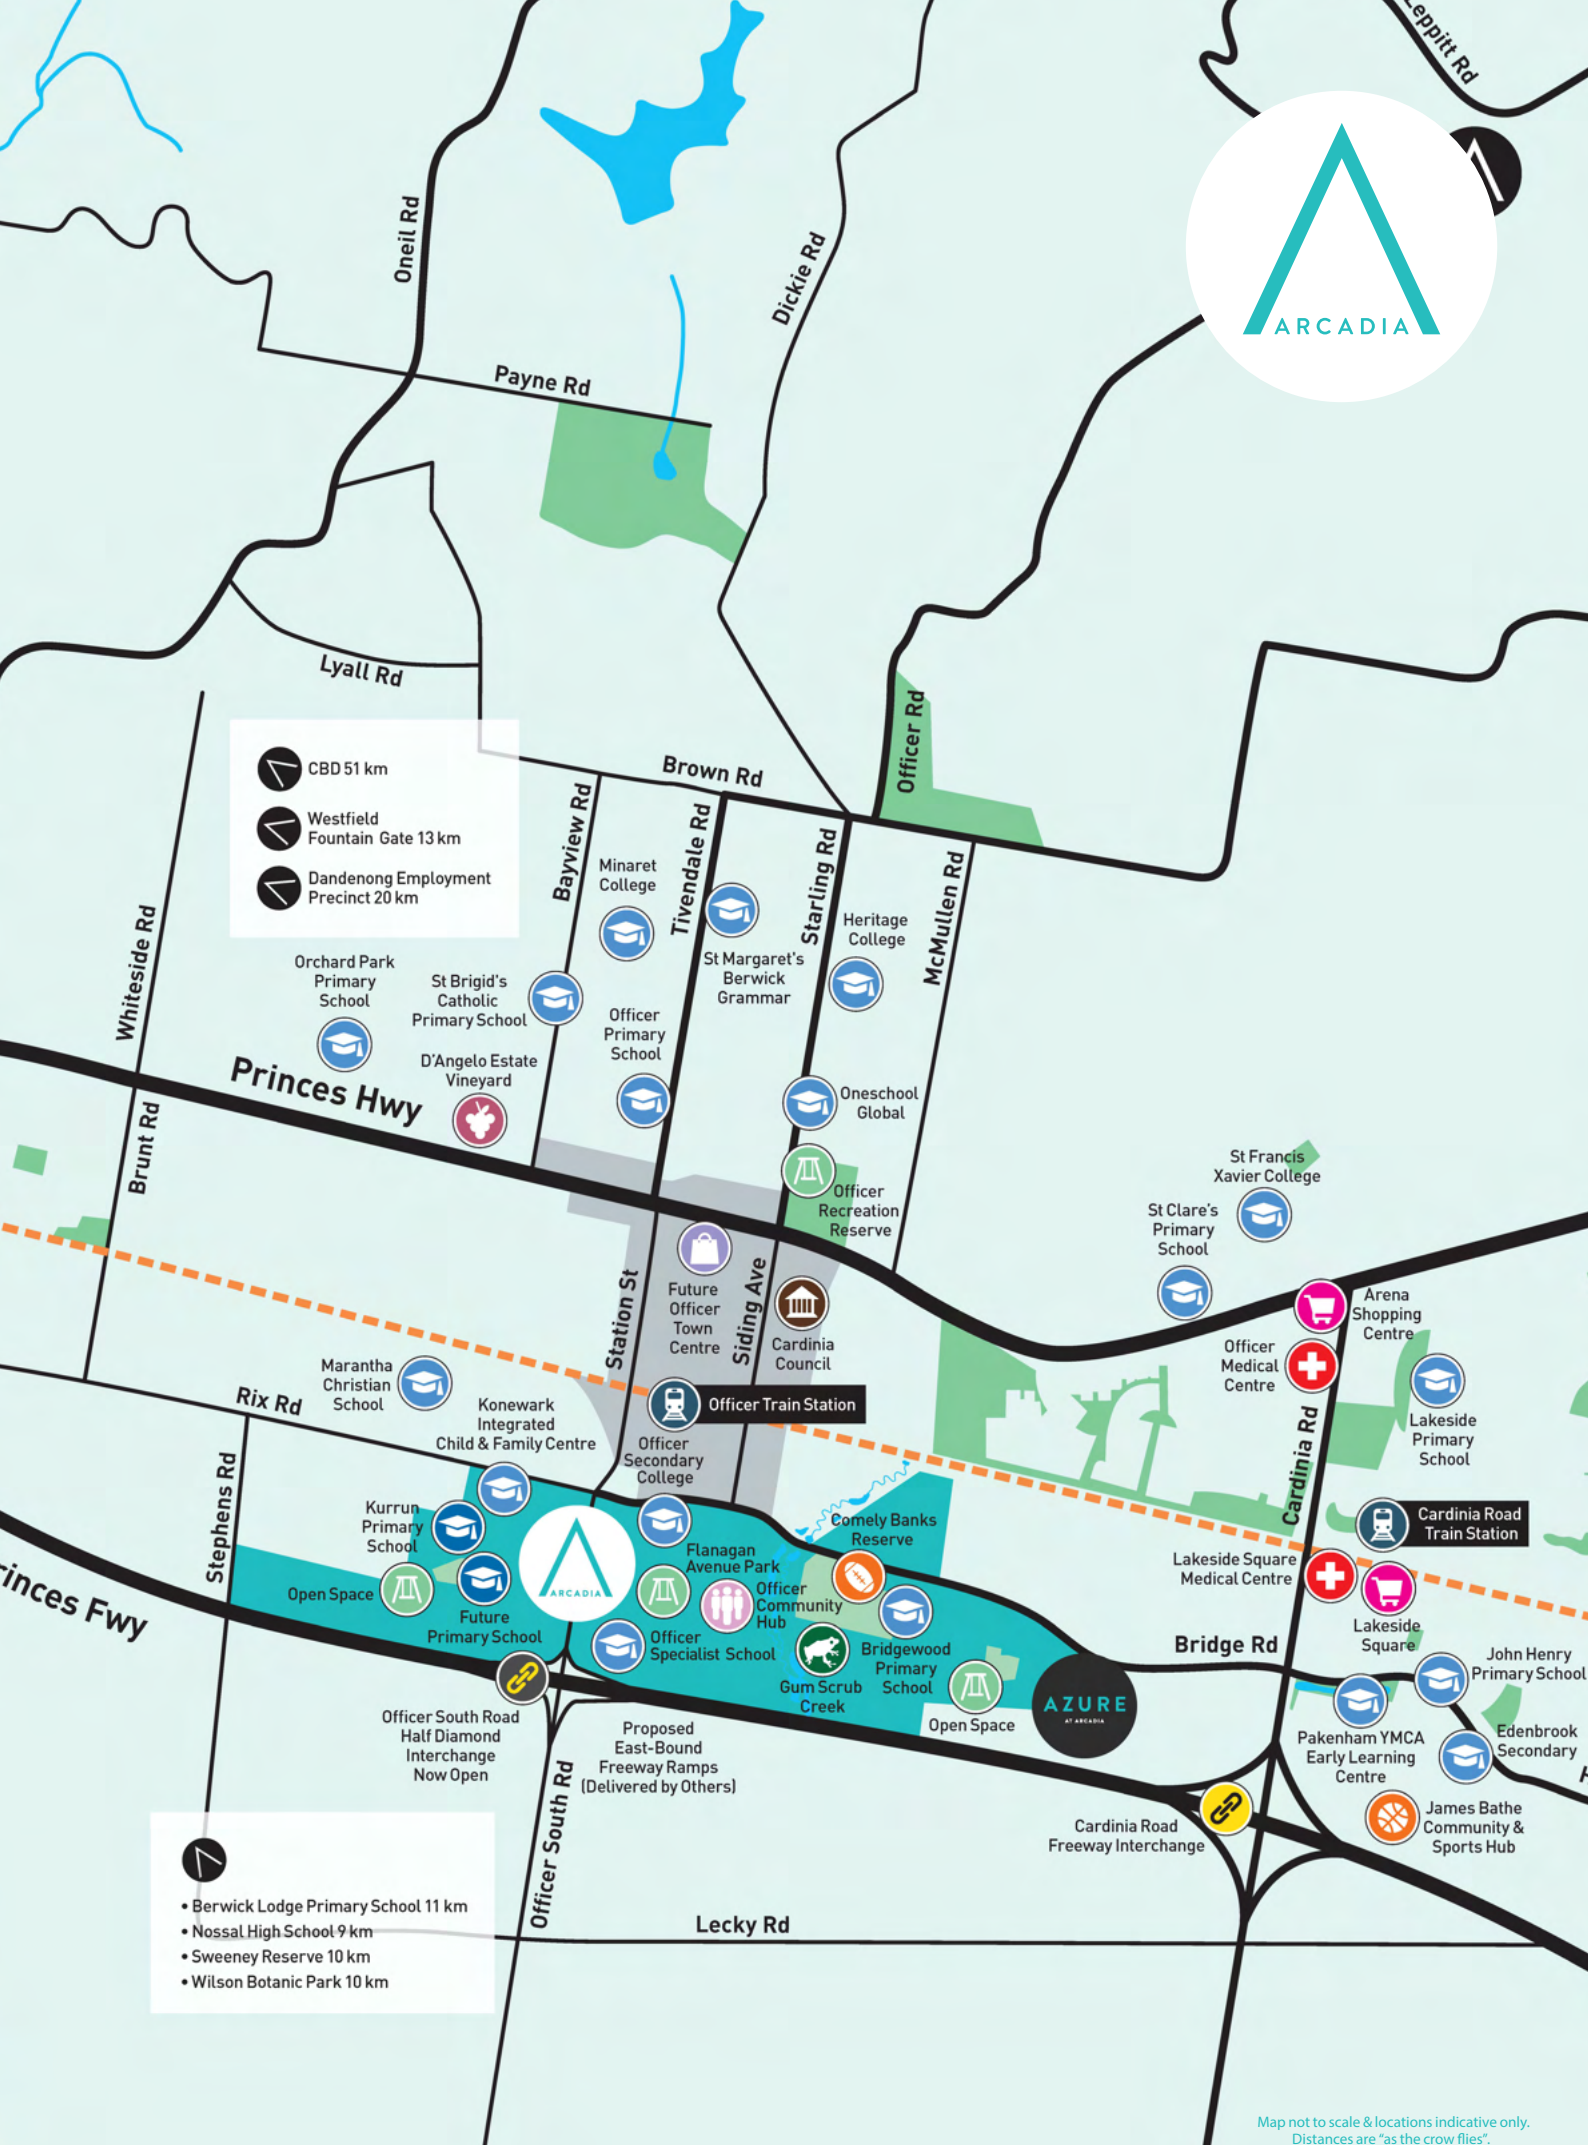 Leppitt Rd
ARCADIA
Oneil Rd
Dickie Rd
Payne Rd
Lyall Rd
Officer Rd
Brown Rd
CBD 51 km
Westfield
Fountain Gate 13 km
Dandenong Employment
Precinct 20 km
Bayview Rd
Tivendale Rd
Starling Rd
McMullen Rd
Whiteside Rd
Minaret
College
Heritage
College
St Margaret's
Berwick
Grammar
Orchard Park
Primary
School
St Brigid's
Catholic
Primary School
Officer
Primary
School
D'Angelo Estate
Vineyard
Princes Hwy
Oneschool
Global
Brunt Rd
Officer
Recreation
Reserve
St Francis
Xavier College
St Clare's
Primary
School
Station St
Siding Ave
Future
Officer
Town
Centre
Cardinia
Council
Arena
Shopping
Centre
Officer
Medical
Centre
Marantha
Christian
School
Rix Rd
Konewark
Integrated
Child & Family Centre
Officer Train Station
Officer
Secondary
College
Cardinia Rd
Lakeside
Primary
School
Stephens Rd
Kurrun
Primary
School
Comely Banks
Reserve
Cardinia Road
Train Station
Flanagan
Avenue Park
ARCADIA
Open Space
Officer
Community
Hub
Lakeside Square
Medical Centre
Future
Primary School
Officer
Specialist School
Bridgewood
Primary
School
Lakeside
Square
rinces Fwy
Bridge Rd
John Henry
Primary School
Gum Scrub
Creek
Open Space
AZURE
AT ARCADIA
Officer South Road
Half Diamond
Interchange
Now Open
Proposed
East-Bound
Freeway Ramps
(Delivered by Others)
Pakenham YMCA
Early Learning
Centre
Edenbrook
Secondary
Officer South Rd
Cardinia Road
Freeway Interchange
James Bathe
Community &
Sports Hub
• Berwick Lodge Primary School 11 km
• Nossal High School 9 km
• Sweeney Reserve 10 km
• Wilson Botanic Park 10 km
Lecky Rd
Map not to scale & locations indicative only.
Distances are "as the crow flies".